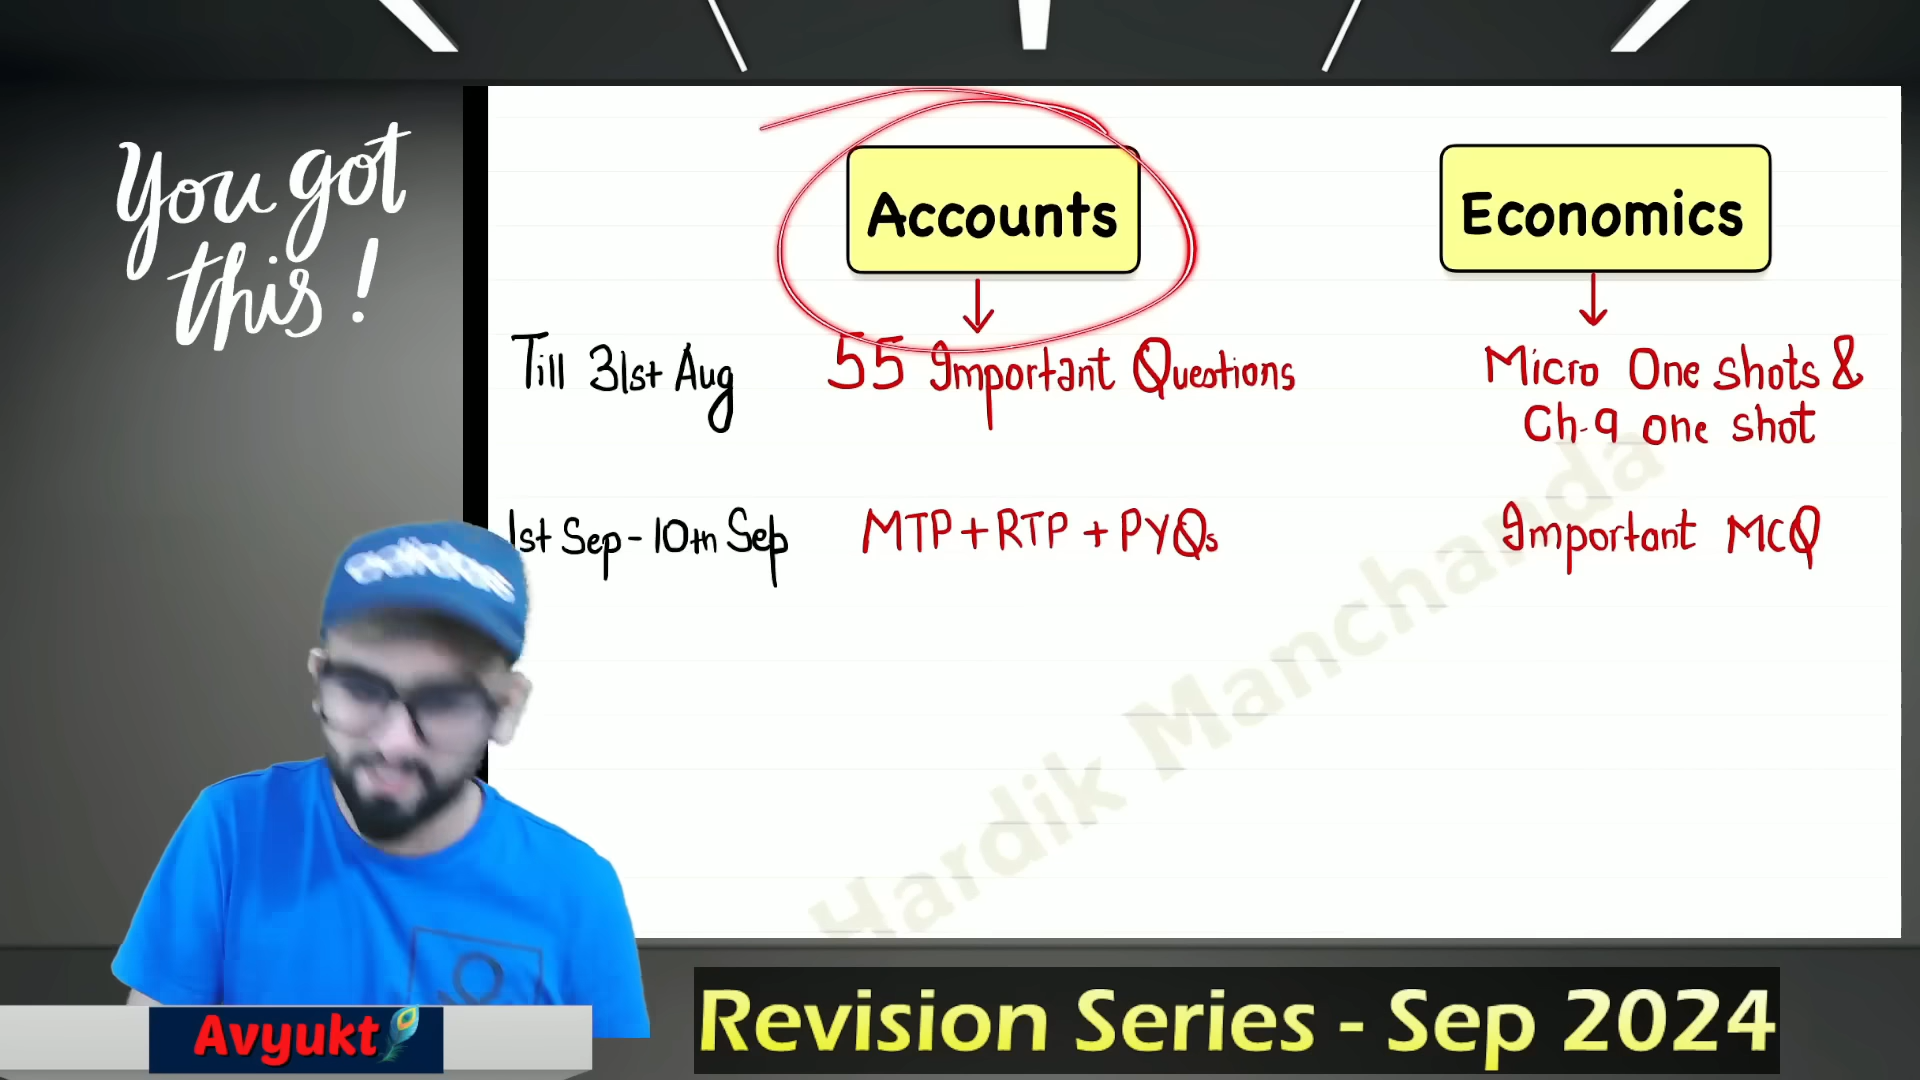 You got
this!
Accounts
Economics
Till 31st Aug
55 Important Questions
Micro One Shots &
Ch-9 one shot
1st Sep - 10th Sep
MTP + RTP + PYQs
Important MCQ
Hardik Manchanda
Avyukt
Revision Series - Sep 2024